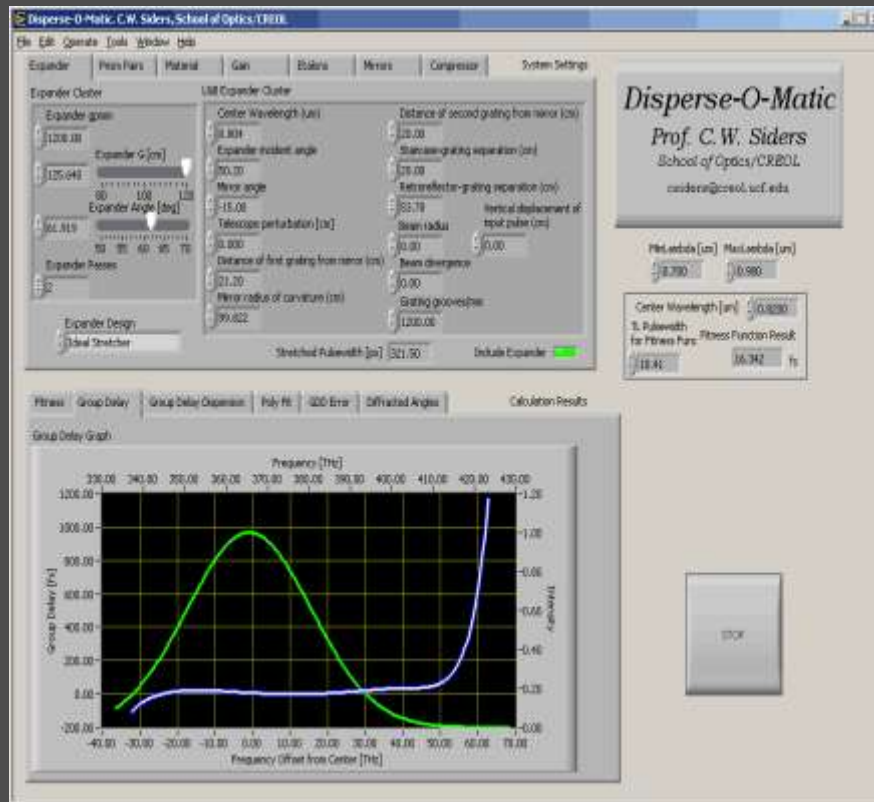 Disperse-O-Matic. C.W. Siders, School of Optics/CREOL
File Edit Operate Tools Window Help
Expander Prism Pairs Material Gain Etalons Mirrors Compressor System Settings
Expander Cluster
Expander gpmm
1200.00
Expander G [cm]
125.640
80 100 120
Expander Angle [deg]
61.919
50 55 60 65 70
Expander Passes
2
Expander Design
Ideal Stretcher
Expander Cluster
Center Wavelength (um)
0.804
Expander incident angle
50.20
Mirror angle
-15.00
Telescope perturbation [cm]
0.000
Distance of first grating from mirror (cm)
21.20
Mirror radius of curvature (cm)
99.822
Distance of second grating from mirror (cm)
20.00
Staircase-grating separation (cm)
20.00
Retroreflector-grating separation (cm)
53.70
Beam radius
0.00
Vertical displacement of input pulse (cm)
0.00
Beam divergence
0.00
Grating grooves/mm
1200.00
Stretched Pulsewidth [ps] 321.50 Include Expander
Disperse-O-Matic
Prof. C.W. Siders
School of Optics/CREOL
csiders@creol.ucf.edu
MinLambda [um] MaxLambda [um]
0.700 0.900
Center Wavelength [um] 0.8200
TL Pulsewidth for Fitness Func
18.41
Fitness Function Result
16.342 fs
Fitness Group Delay Group Delay Dispersion Poly Fit GDD Error Diffracted Angles Calculation Results
Group Delay Graph
Frequency [THz]
330.00 340.00 350.00 360.00 370.00 380.00 390.00 400.00 410.00 420.00 430.00
Group Delay [fs]
1200.00
1000.00
800.00
600.00
400.00
200.00
0.00
-200.00
1.20
1.00
0.80
0.60
0.40
0.20
0.00
Intensity
-40.00 -30.00 -20.00 -10.00 0.00 10.00 20.00 30.00 40.00 50.00 60.00 70.00
Frequency Offset from Center [THz]
STOP